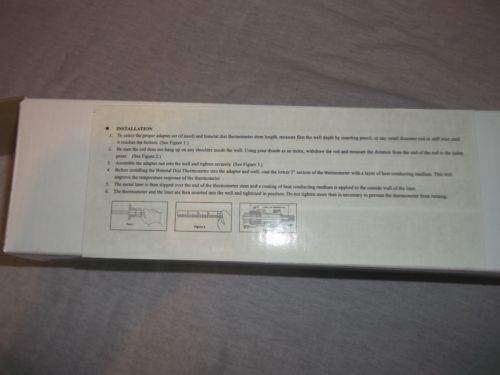 ■ INSTALLATION
1. To select the proper adapter set (if used) and bimetal dial thermometer stem length, measure first the well depth by inserting pencil, or any small diameter rod or stiff wire until
it reaches the bottom. (See Figure 1.)
2. Be sure the rod does not hang up on any shoulder inside the well. Using your thumb as an index, withdraw the rod and measure the distance from the end of the rod to the index
point. (See Figure 2.)
3. Assemble the adapter nut onto the well and tighten securely. (See Figure 3.)
4. Before installing the Bimetal Dial Thermometer into the adapter and well, coat the lower 3" section of the thermometer with a layer of heat conducting medium. This will
improve the temperature response of the thermometer.
5. The metal liner is then slipped over the end of the thermometer stem and a coating of heat conducting medium is applied to the outside wall of the liner.
6. The thermometer and the liner are then inserted into the well and tightened in position. Do not tighten more than is necessary to prevent the thermometer from turning.
Figure 2